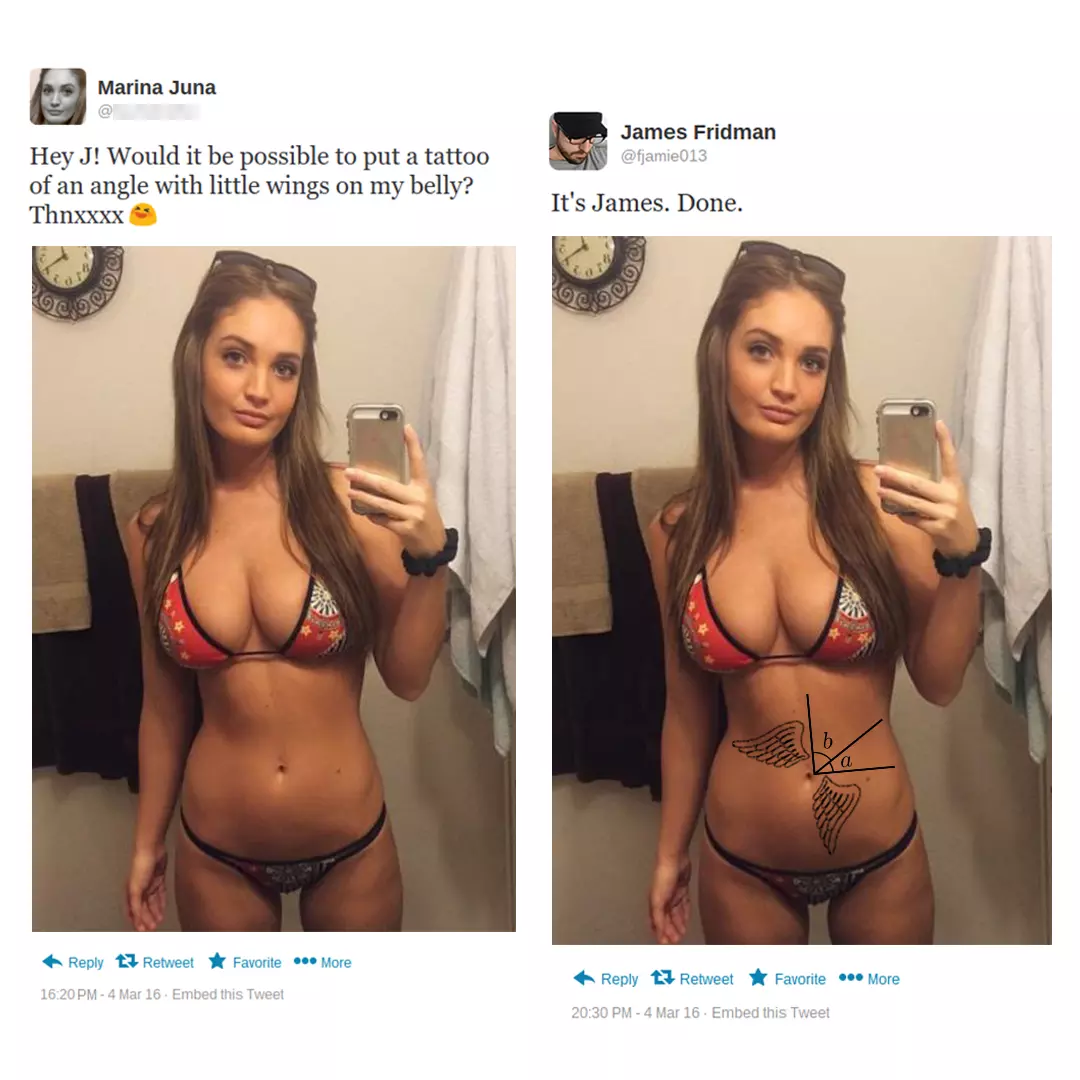 Marina Juna
@
Hey J! Would it be possible to put a tattoo
of an angle with little wings on my belly?
Thnxxxx
Reply Retweet Favorite More
16:20 PM - 4 Mar 16 · Embed this Tweet
James Fridman
@fjamie013
It's James. Done.
b
a
Reply Retweet Favorite More
20:30 PM - 4 Mar 16 · Embed this Tweet